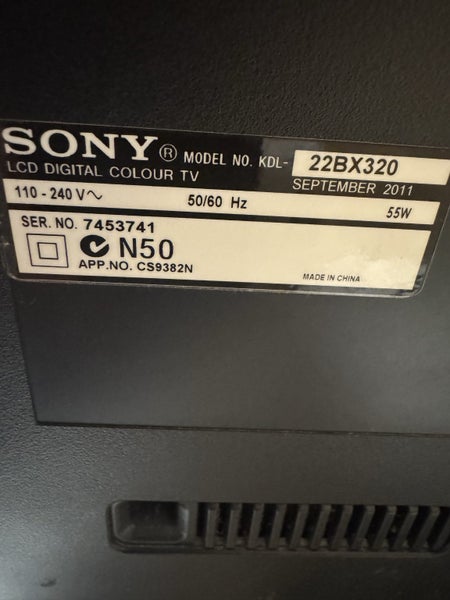 SONY® MODEL NO. KDL- 22BX320
LCD DIGITAL COLOUR TV SEPTEMBER 2011
110 - 240 V~ 50/60 Hz 55W
SER. NO. 7453741
N50
APP.NO. CS9382N MADE IN CHINA